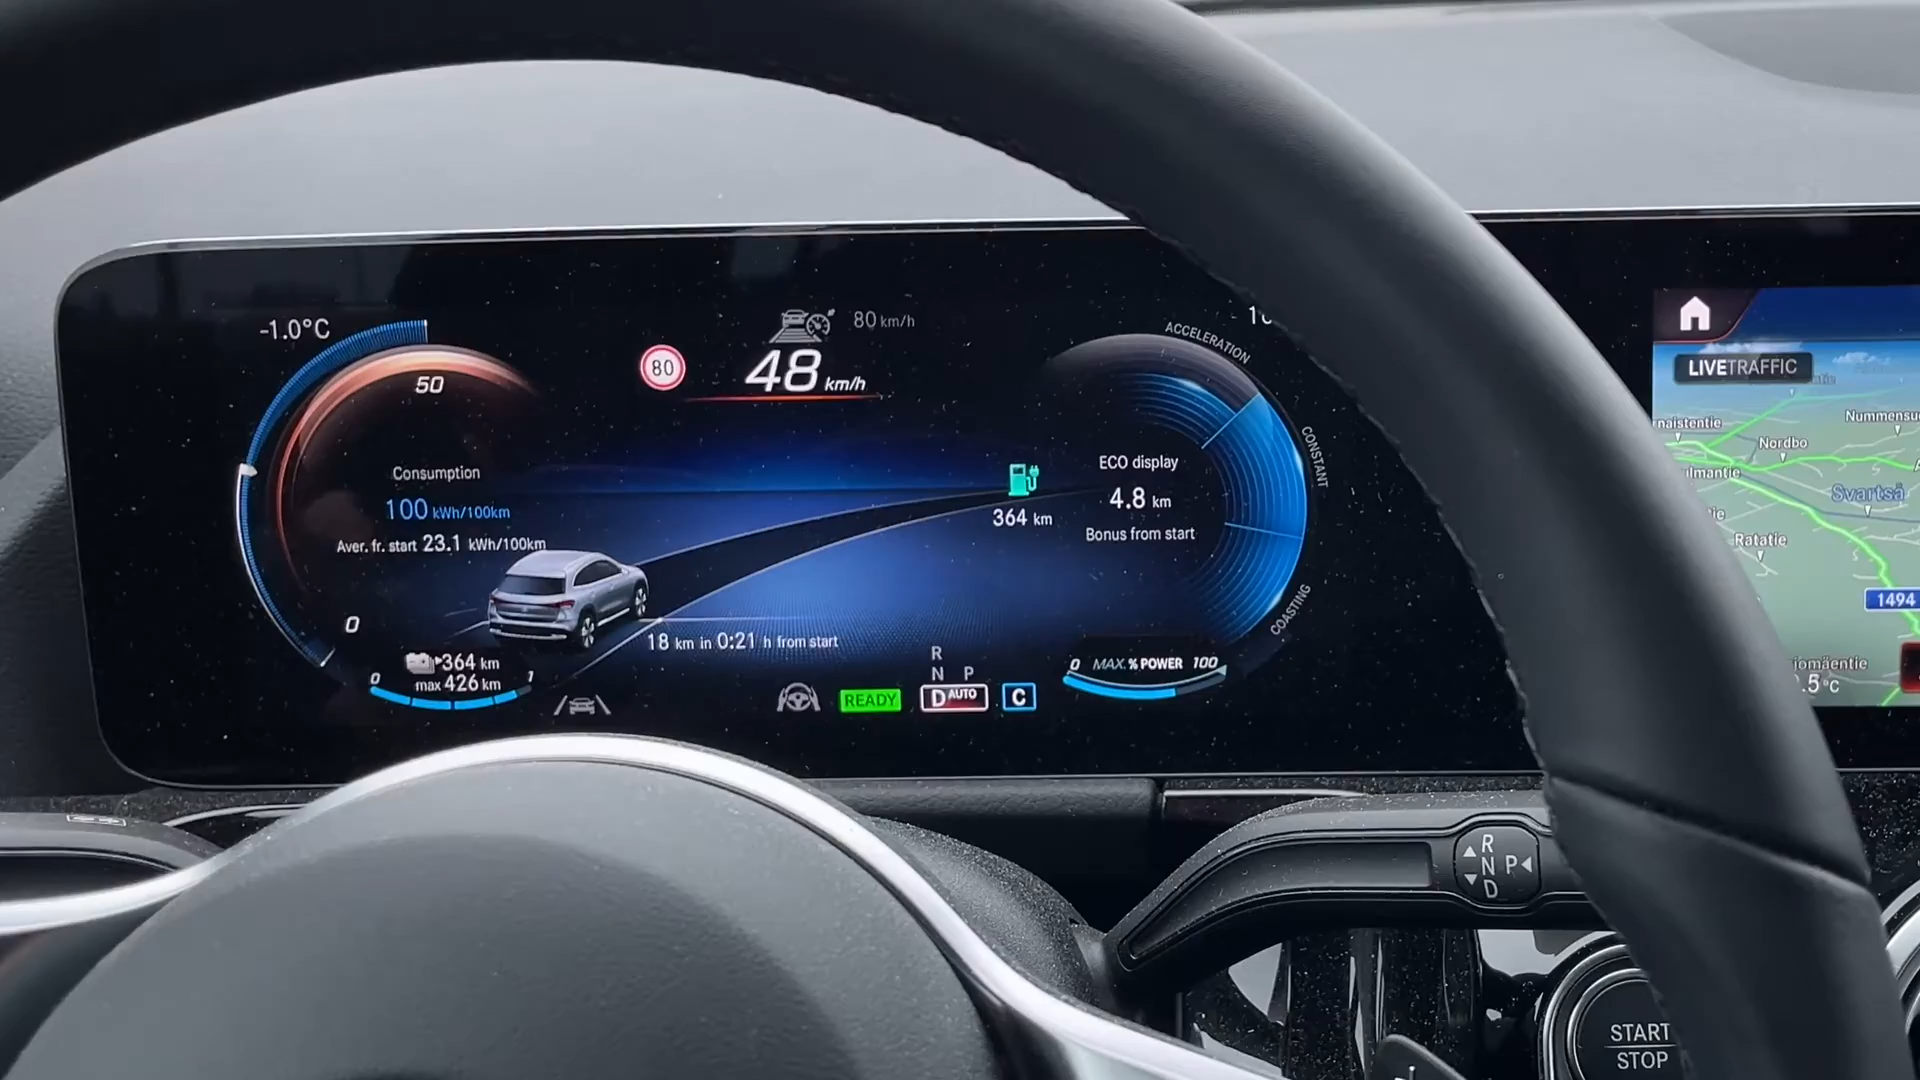 -1.0°C
80 km/h
ACCELERATION
50
80
48 km/h
LIVETRAFFIC
Nordbo
CONSTANT
Consumption
ECO display
100 kWh/100km
4.8 km
Svartså
Aver. fr. start 23.1 kWh/100km
364 km
Bonus from start
Ratatie
0
COASTING
1494
18 km in 0:21 h from start
R
N P
D AUTO
C
READY
364 km
max 426 km
0
1
0 MAX. % POWER 100
R
N P
D
START
STOP